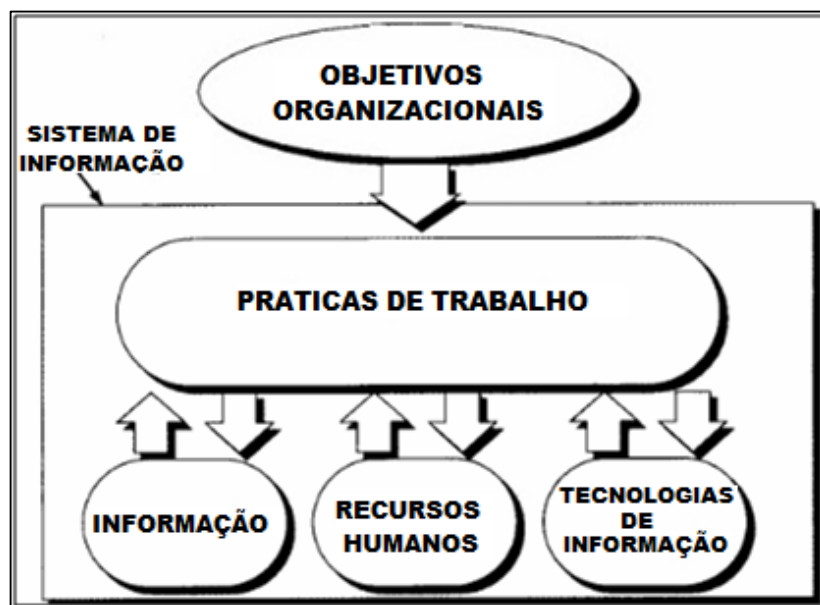 OBJETIVOS
ORGANIZACIONAIS
SISTEMA DE
INFORMAÇÃO
PRATICAS DE TRABALHO
INFORMAÇÃO
RECURSOS
HUMANOS
TECNOLOGIAS
DE
INFORMAÇÃO